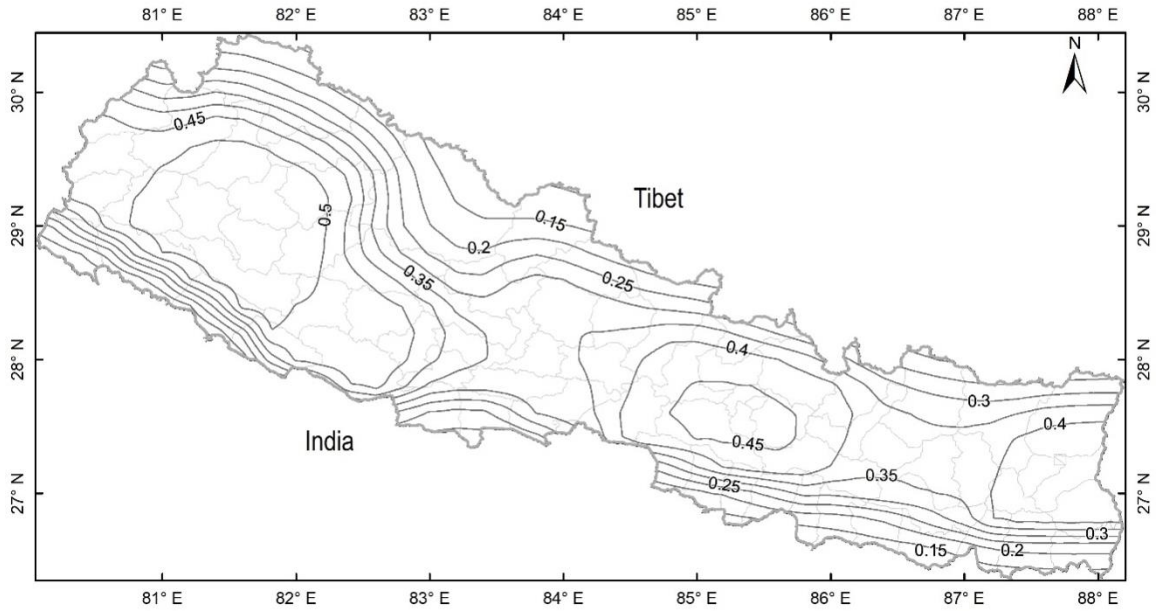 81° E 82° E 83° E 84° E 85° E 86° E 87° E 88° E
N
30° N 30° N
0.45
Tibet
0.5
0.15
29° N 29° N
0.2
0.35
0.25
0.4
28° N 28° N
0.3
0.4
India
0.45
0.35
0.25
27° N 27° N
0.3
0.15 0.2
81° E 82° E 83° E 84° E 85° E 86° E 87° E 88° E